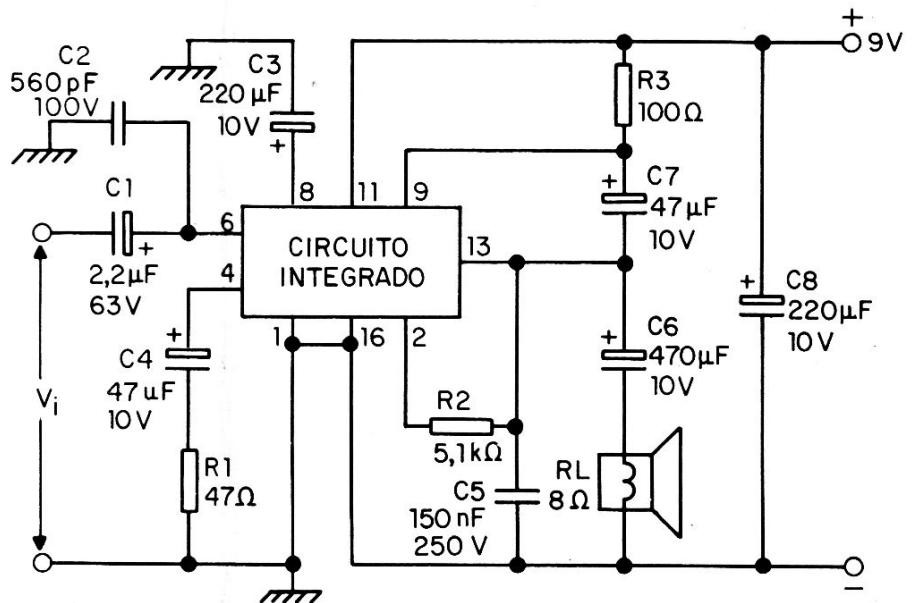 +
9V
C2
560pF
100V
C3
220µF
10V
+
R3
100Ω
8
11
9
+
C7
47µF
10V
C1
+
2,2µF
63V
6
4
CIRCUITO
INTEGRADO
13
+
C8
220µF
10V
1
16
2
+
C4
47uF
10V
+
C6
470µF
10V
Vi
R2
5,1kΩ
R1
47Ω
C5
150nF
250V
RL
8Ω
-